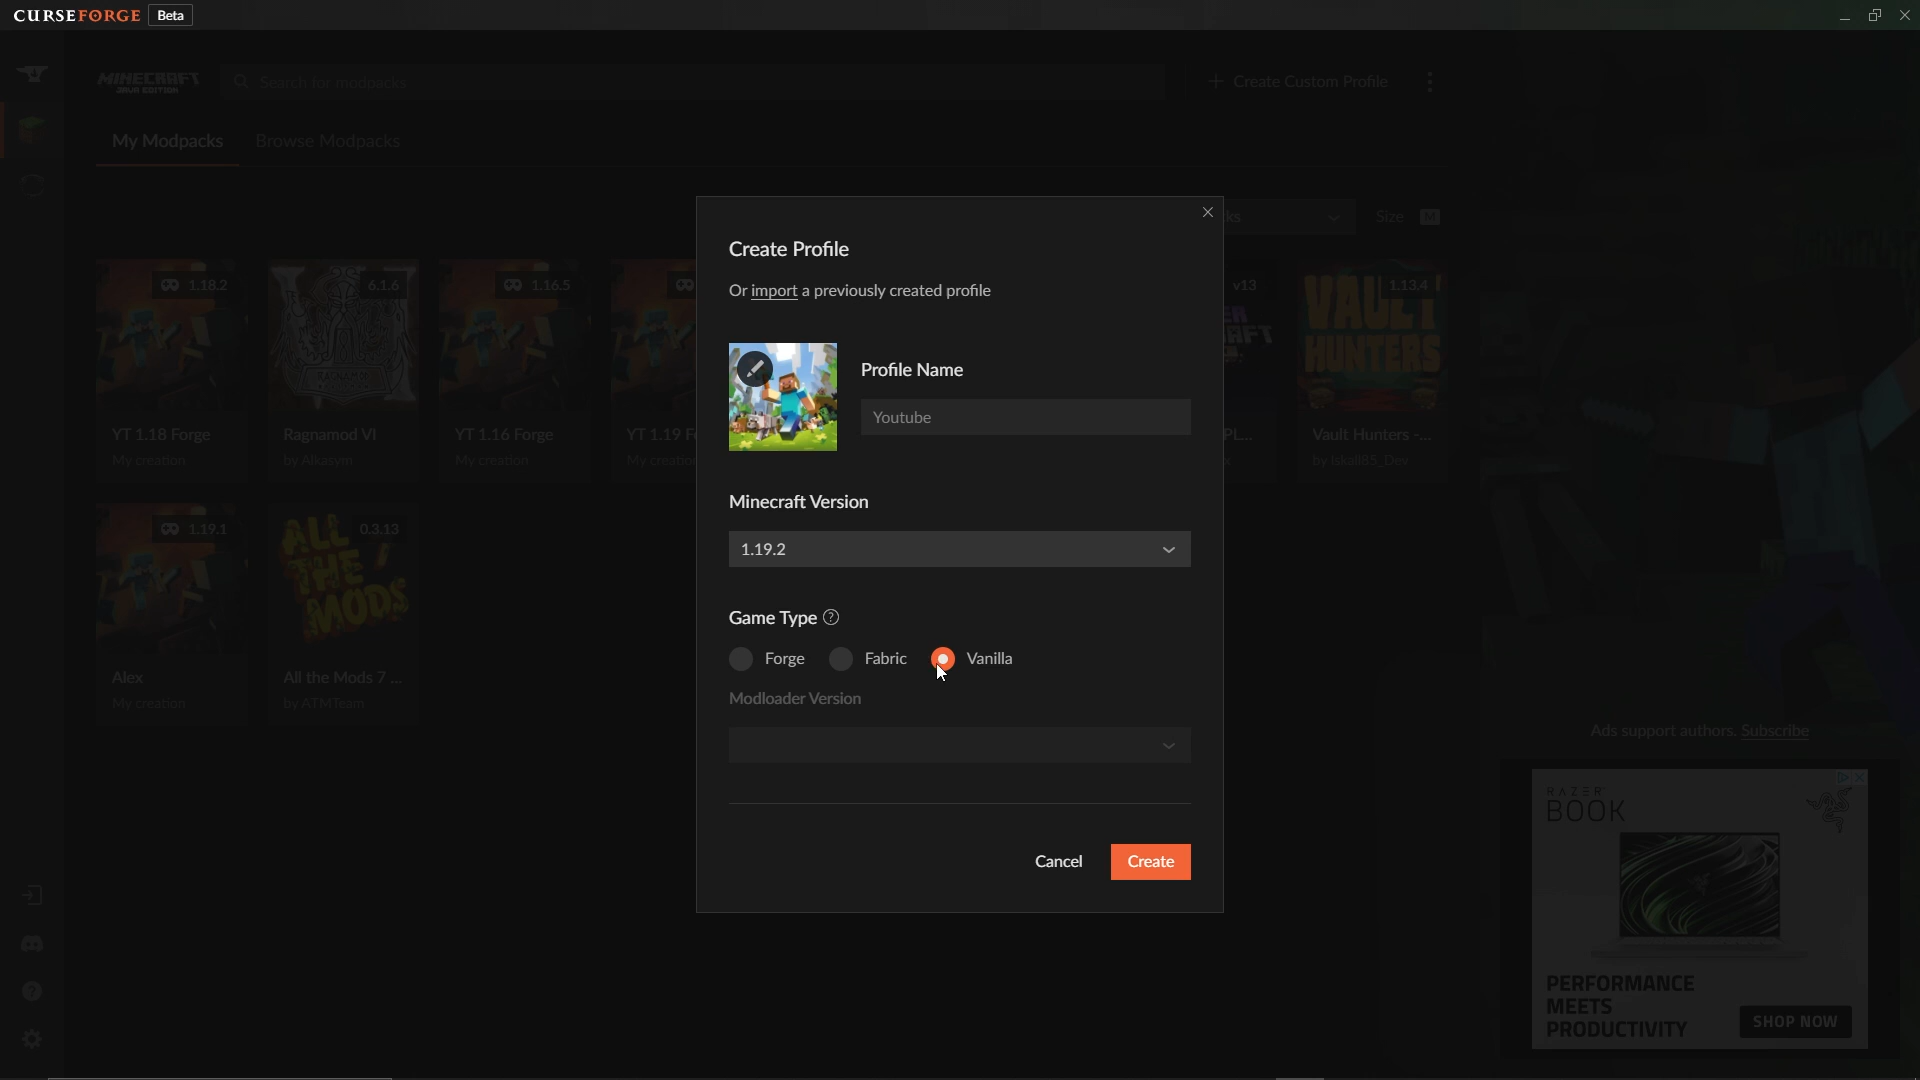 CURSEFORGE Beta
MINECRAFT
JAVA EDITION
Search for modpacks
Create Custom Profile
My Modpacks
Browse Modpacks
Size M
1.18.2
6.1.6
1.16.5
v13
1.13.4
VAULT
HUNTERS
YT 1.18 Forge
My creation
Ragnamod VI
by Alkasym
YT 1.16 Forge
My creation
YT 1.19 F
My creation
PL...
Vault Hunters -...
by Iskall85_Dev
1.19.1
0.3.13
ALL
THE
MODS
Alex
My creation
All the Mods 7 ...
by ATMTeam
Create Profile
Or import a previously created profile
Profile Name
Youtube
Minecraft Version
1.19.2
Game Type ?
Forge
Fabric
Vanilla
Modloader Version
Cancel
Create
Ads support authors. Subscribe
RAZER
BOOK
PERFORMANCE
MEETS
PRODUCTIVITY
SHOP NOW